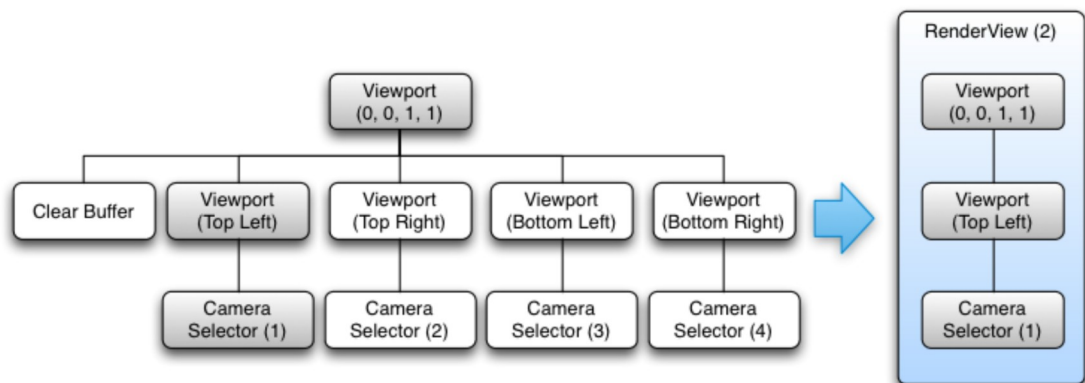 RenderView (2)
Viewport
(0, 0, 1, 1)
Viewport
(0, 0, 1, 1)
Clear Buffer
Viewport
(Top Left)
Viewport
(Top Right)
Viewport
(Bottom Left)
Viewport
(Bottom Right)
Viewport
(Top Left)
Camera
Selector (1)
Camera
Selector (2)
Camera
Selector (3)
Camera
Selector (4)
Camera
Selector (1)